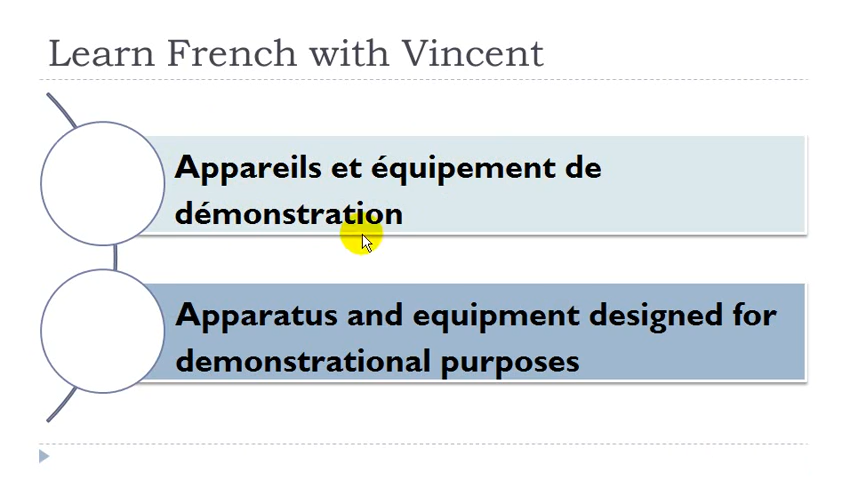 Learn French with Vincent
Appareils et équipement de
démonstration
Apparatus and equipment designed for
demonstrational purposes